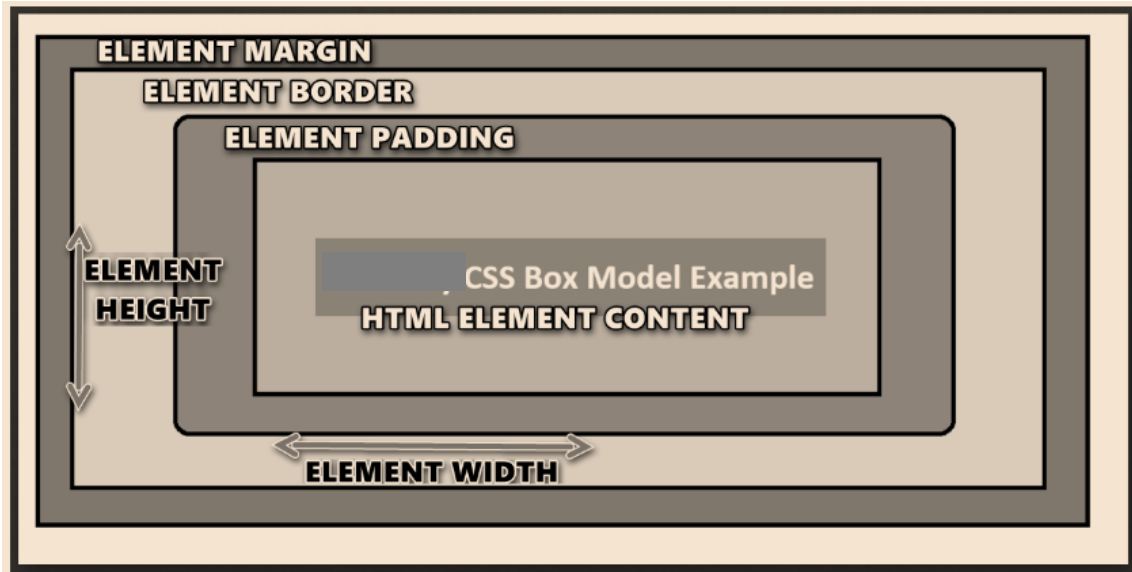 ELEMENT MARGIN
ELEMENT BORDER
ELEMENT PADDING
ELEMENT
HEIGHT
CSS Box Model Example
HTML ELEMENT CONTENT
ELEMENT WIDTH